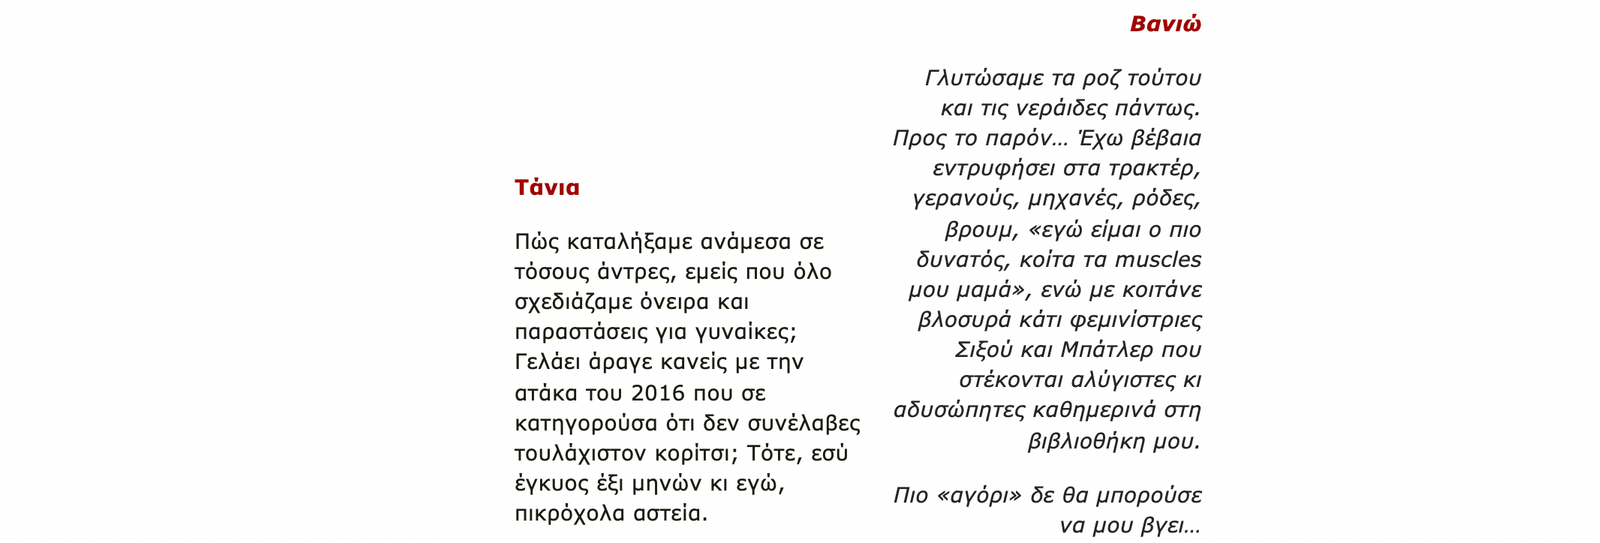 Τάνια
Πώς καταλήξαμε ανάμεσα σε
τόσους άντρες, εμείς που όλο
σχεδιάζαμε όνειρα και
παραστάσεις για γυναίκες;
Γελάει άραγε κανείς με την
ατάκα του 2016 που σε
κατηγορούσα ότι δεν συνέλαβες
τουλάχιστον κορίτσι; Τότε, εσύ
έγκυος έξι μηνών κι εγώ,
πικρόχολα αστεία.
Βανιώ
Γλυτώσαμε τα ροζ τούτου
και τις νεράιδες πάντως.
Προς το παρόν… Έχω βέβαια
εντρυφήσει στα τρακτέρ,
γερανούς, μηχανές, ρόδες,
βρουμ, «εγώ είμαι ο πιο
δυνατός, κοίτα τα muscles
μου μαμά», ενώ με κοιτάνε
βλοσυρά κάτι φεμινίστριες
Σιξού και Μπάτλερ που
στέκονται αλύγιστες κι
αδυσώπητες καθημερινά στη
βιβλιοθήκη μου.
Πιο «αγόρι» δε θα μπορούσε
να μου βγει…